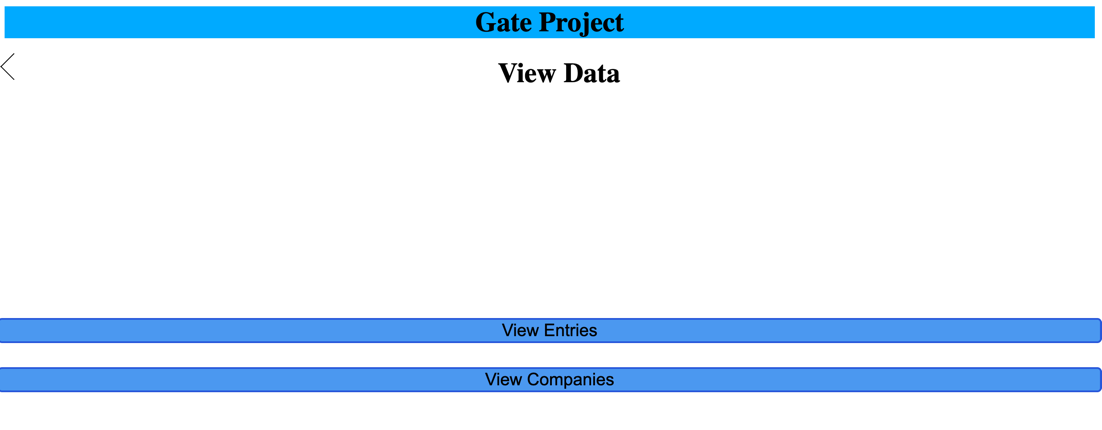 Gate Project
View Data
View Entries
View Companies